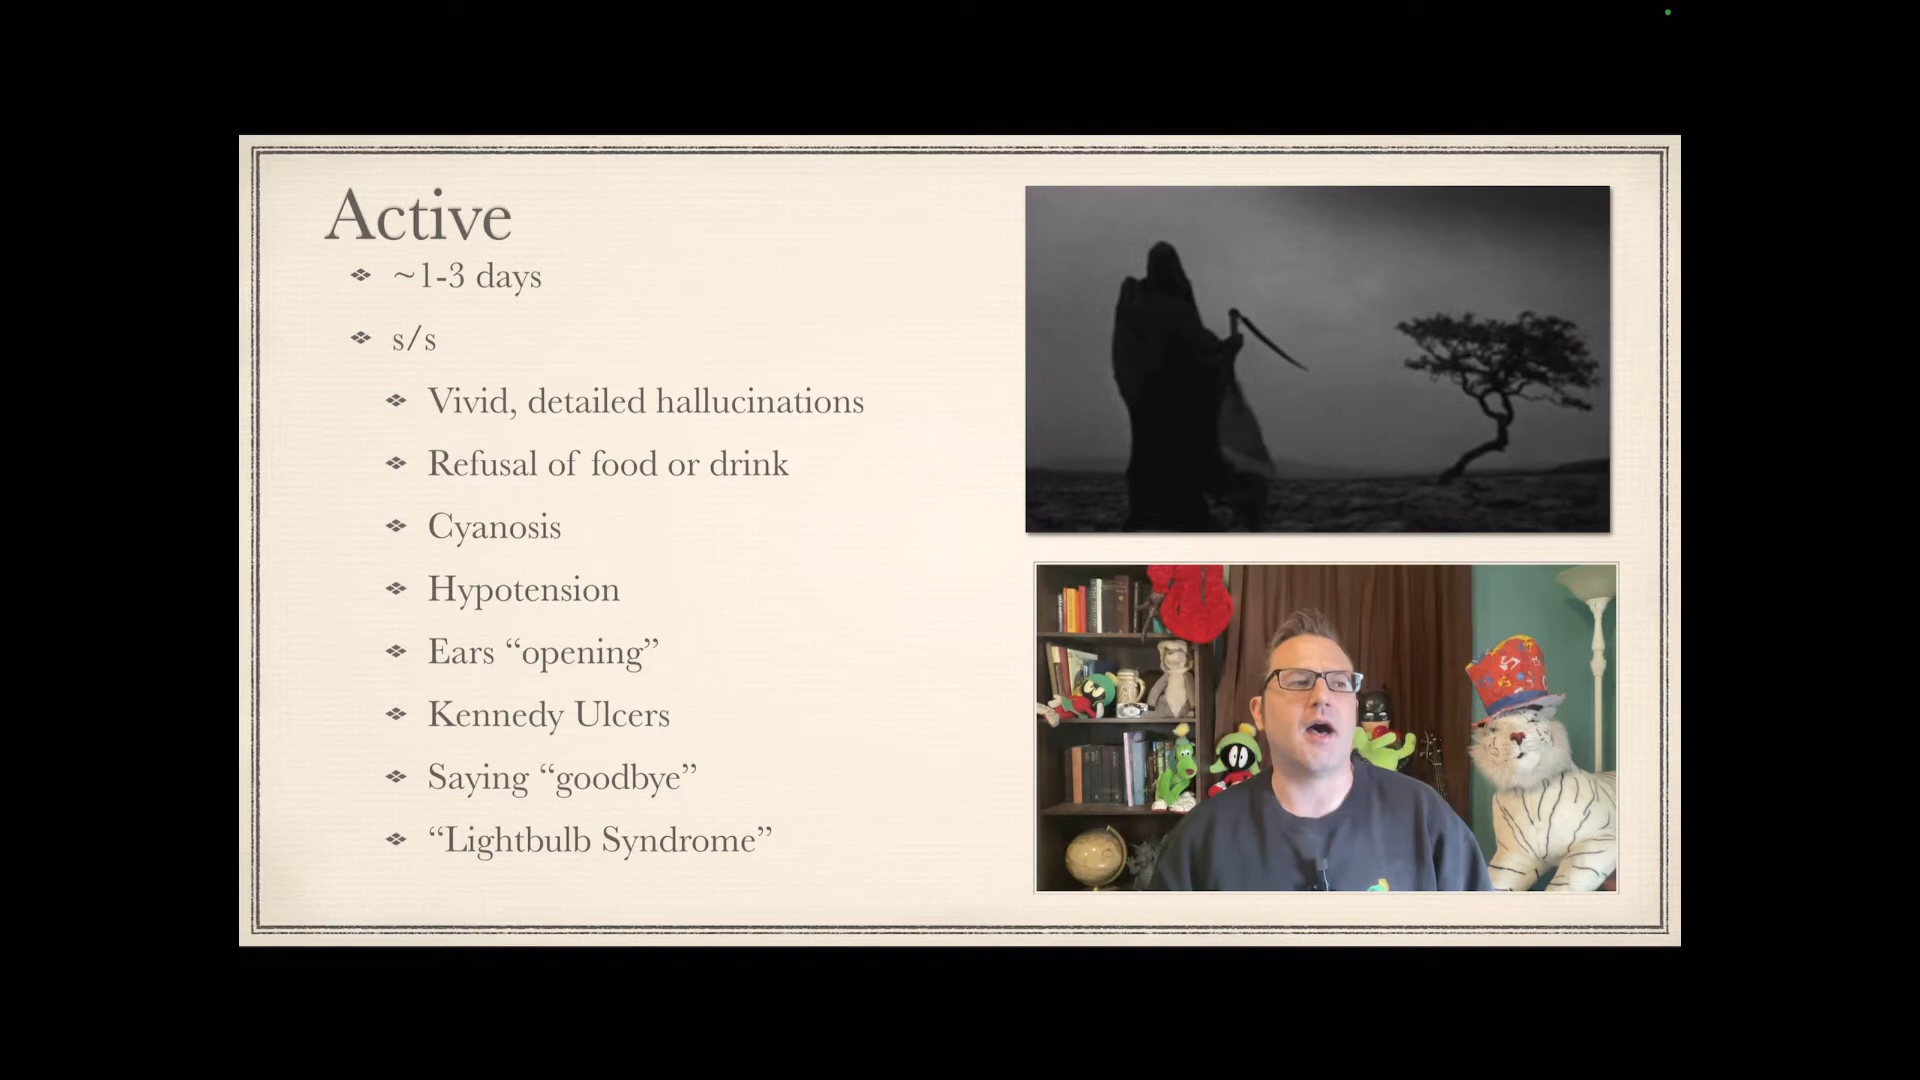 Active
~1-3 days
s/s
Vivid, detailed hallucinations
Refusal of food or drink
Cyanosis
Hypotension
Ears “opening”
Kennedy Ulcers
Saying “goodbye”
“Lightbulb Syndrome”